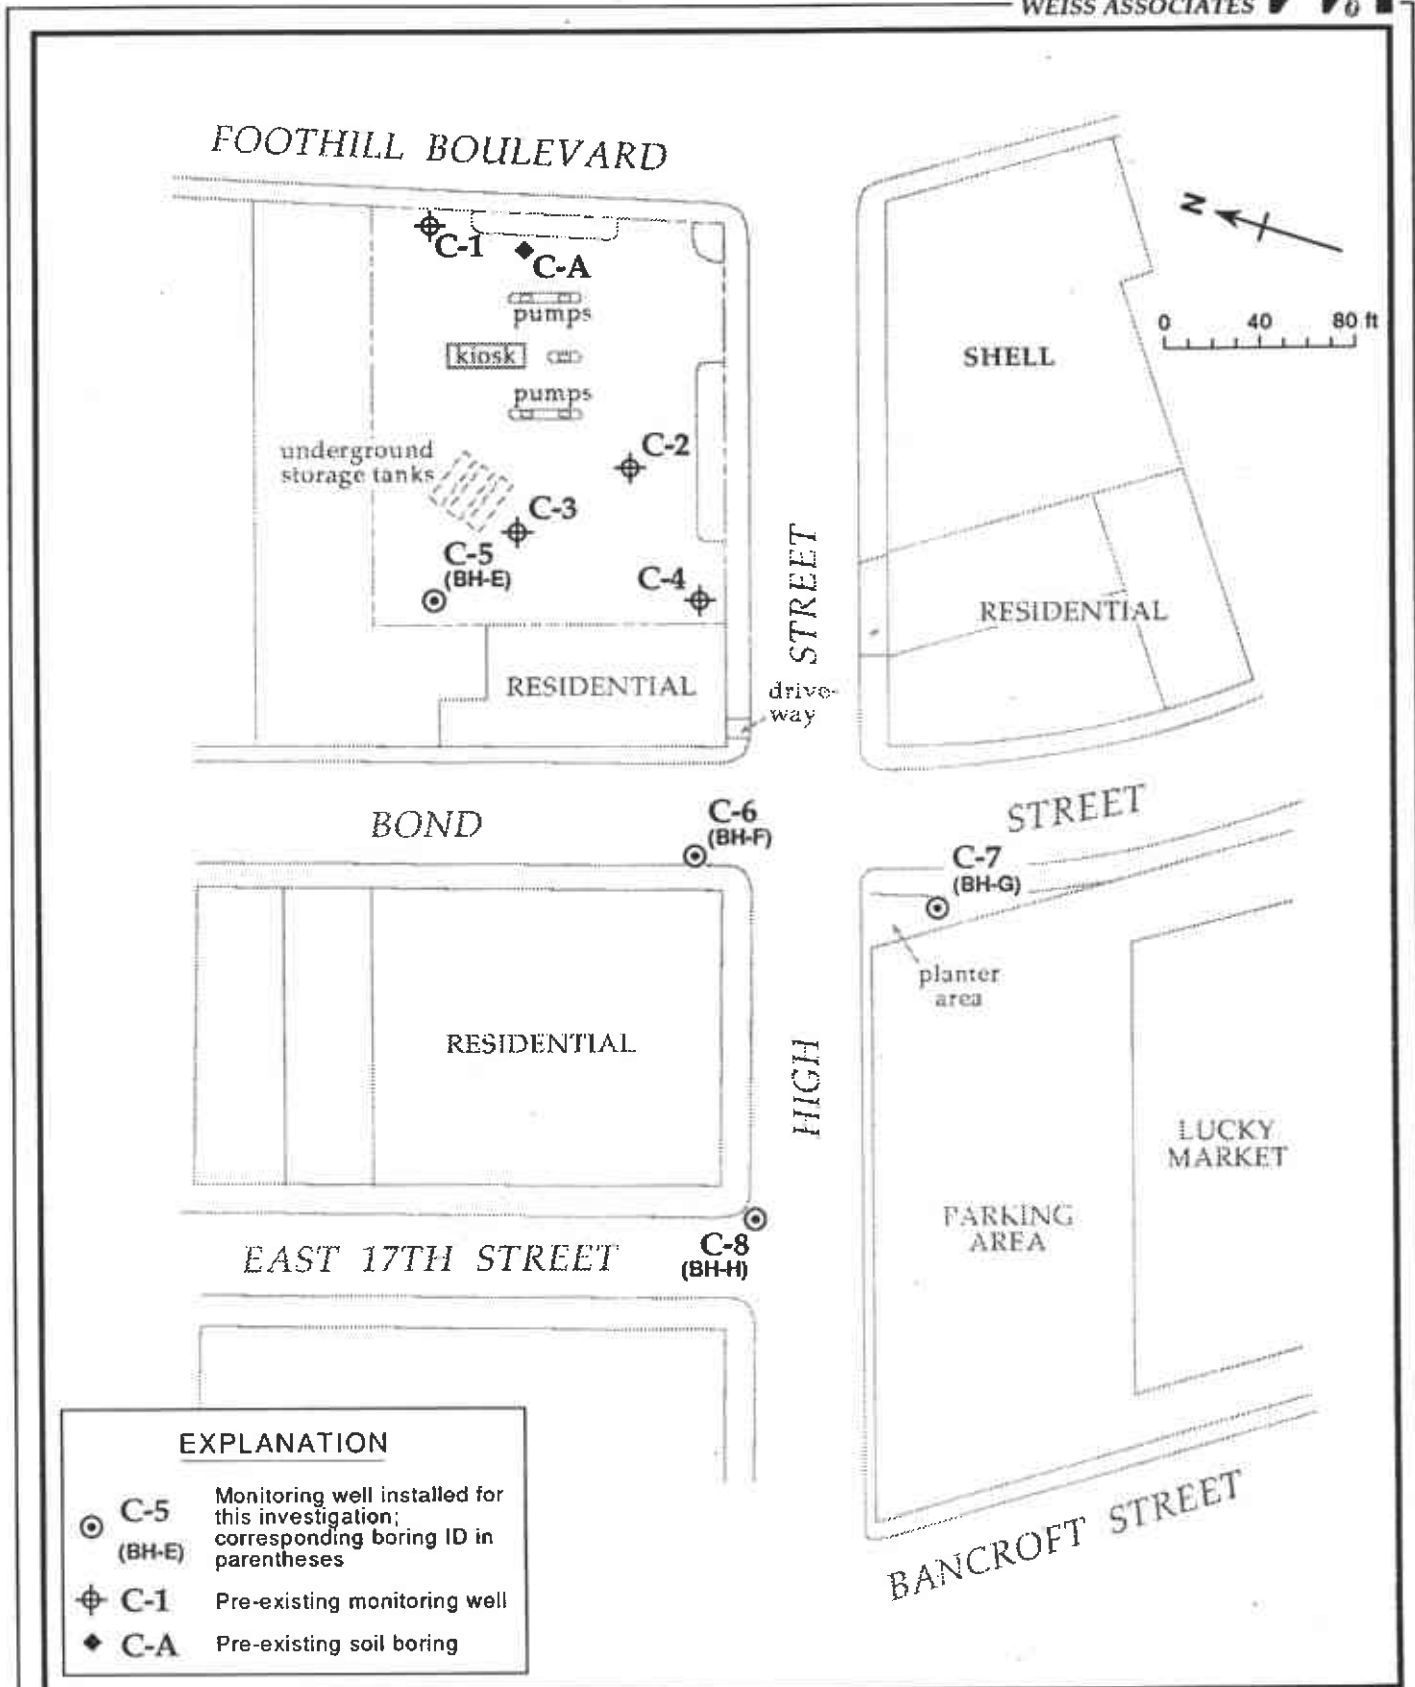 WEISS ASSOCIATES
FOOTHILL BOULEVARD
C-1
C-A
pumps
kiosk
pumps
underground
storage tanks
C-2
C-3
C-5
(BH-E)
C-4
RESIDENTIAL
drive-
way
HIGH STREET
SHELL
N
0 40 80 ft
RESIDENTIAL
BOND STREET
C-6
(BH-F)
C-7
(BH-G)
planter
area
RESIDENTIAL
LUCKY
MARKET
PARKING
AREA
EAST 17TH STREET
C-8
(BH-H)
BANCROFT STREET
EXPLANATION
C-5
(BH-E)
Monitoring well installed for
this investigation;
corresponding boring ID in
parentheses
C-1 Pre-existing monitoring well
C-A Pre-existing soil boring